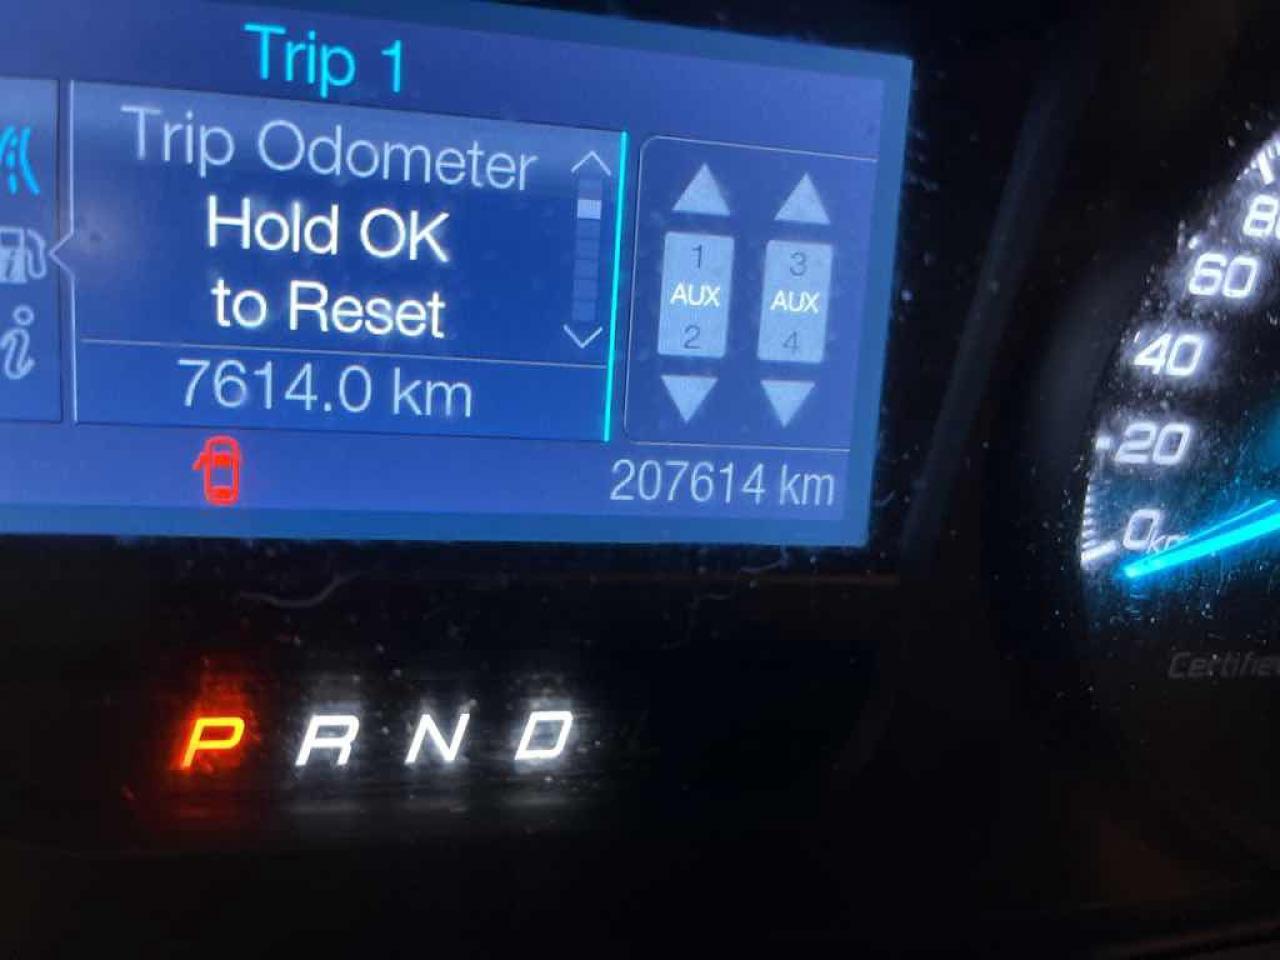 Trip 1
Trip Odometer
Hold OK
to Reset
7614.0 km
1
AUX
2
3
AUX
4
207614 km
i
P R N D
80
60
40
20
0km